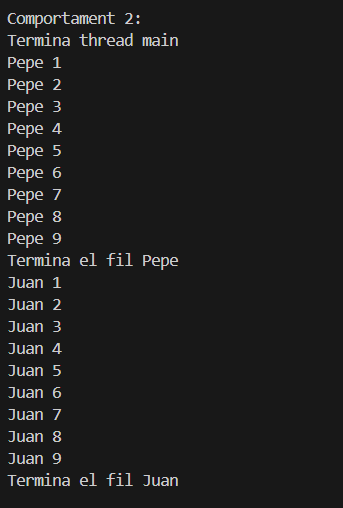 Comportament 2:
Termina thread main
Pepe 1
Pepe 2
Pepe 3
Pepe 4
Pepe 5
Pepe 6
Pepe 7
Pepe 8
Pepe 9
Termina el fil Pepe
Juan 1
Juan 2
Juan 3
Juan 4
Juan 5
Juan 6
Juan 7
Juan 8
Juan 9
Termina el fil Juan